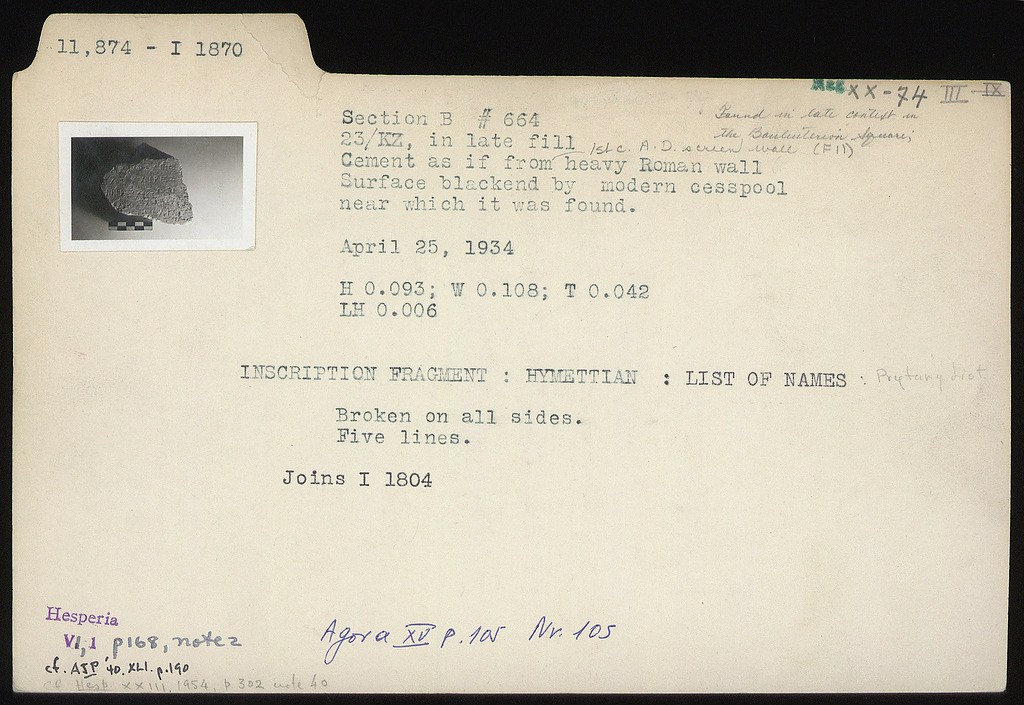 11,874 - I 1870
XX-74 III IX
Section B # 664
Found in late context in
the Bouleuterion Square;
23/KZ, in late fill
1st c. A.D. screen wall (F11)
Cement as if from heavy Roman wall
Surface blackend by modern cesspool
near which it was found.
April 25, 1934
H 0.093; W 0.108; T 0.042
LH 0.006
INSCRIPTION FRAGMENT : HYMETTIAN : LIST OF NAMES : Prytany List
Broken on all sides.
Five lines.
Joins I 1804
Hesperia
VI,1 p168, note 2
Agora XV p. 105 Nr. 105
cf. AJP '40. XLI. p.190
cf Hesp. XXIII, 1954, p 302 note 40